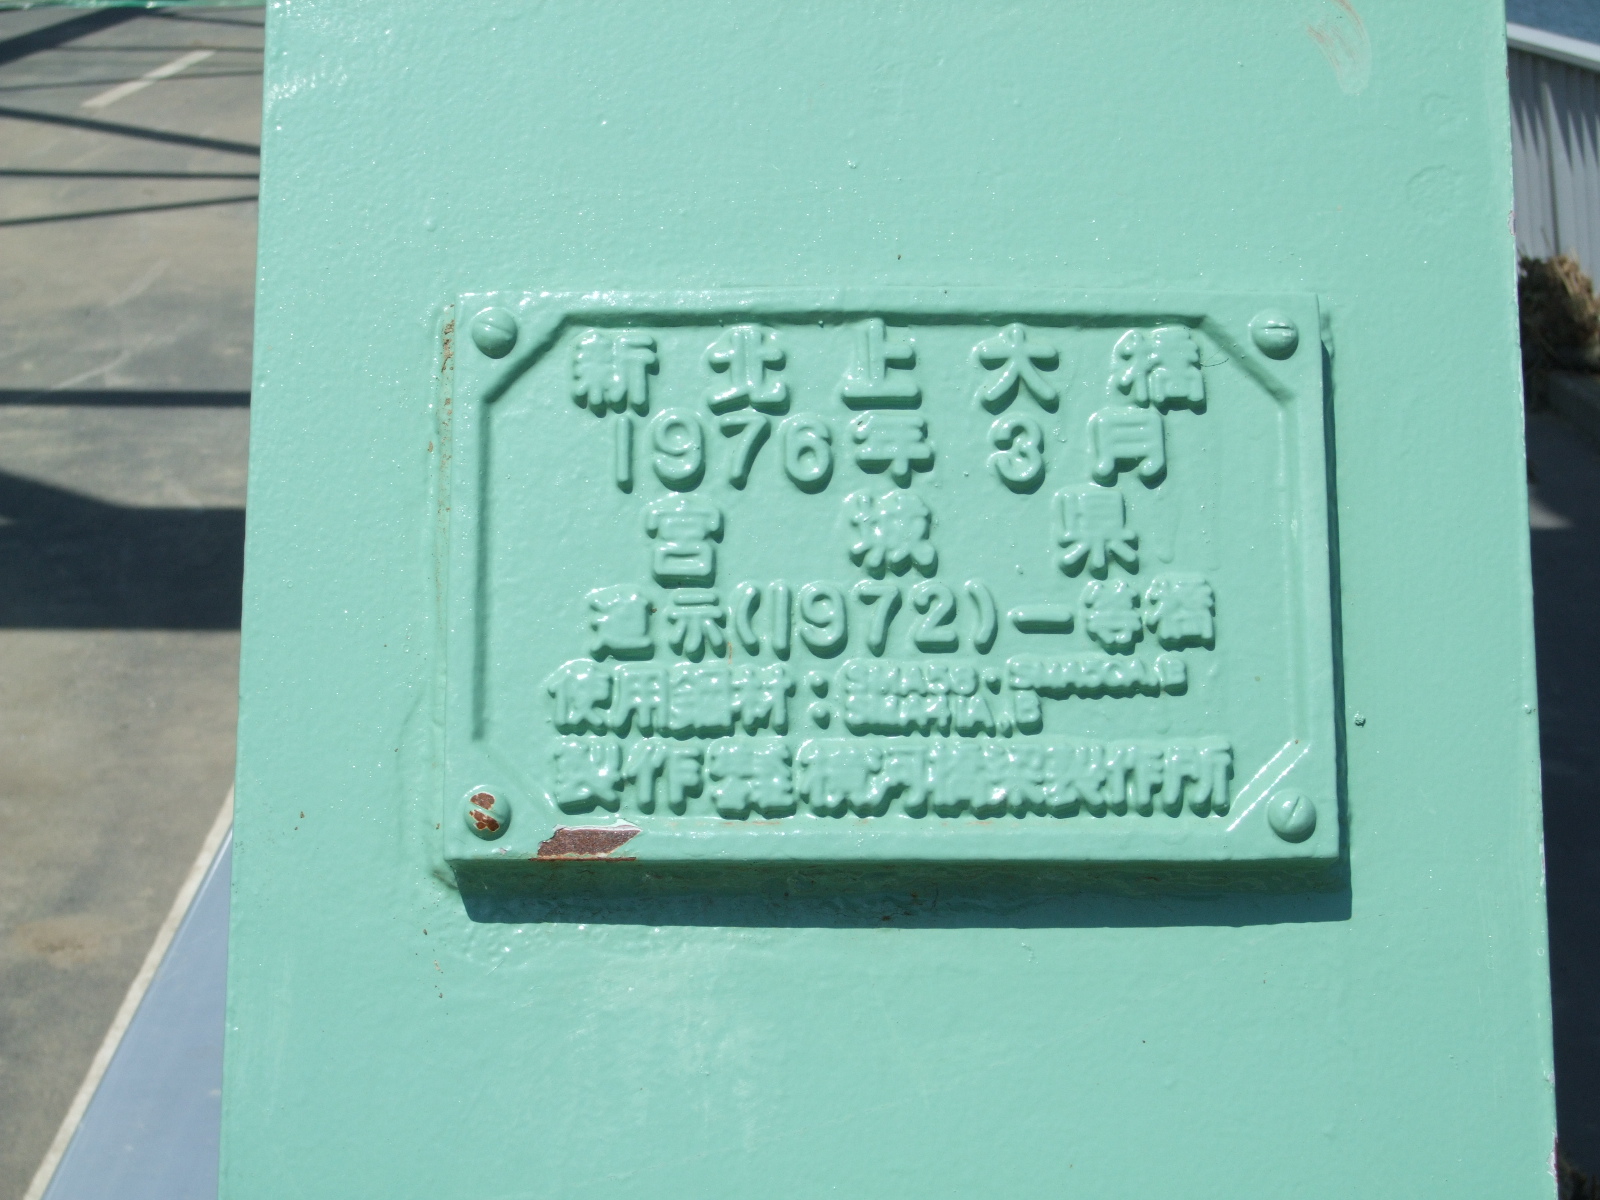 新北上大橋
1976年3月
宮城県
道示(1972)一等橋
使用鋼材：
製作 横河橋梁製作所